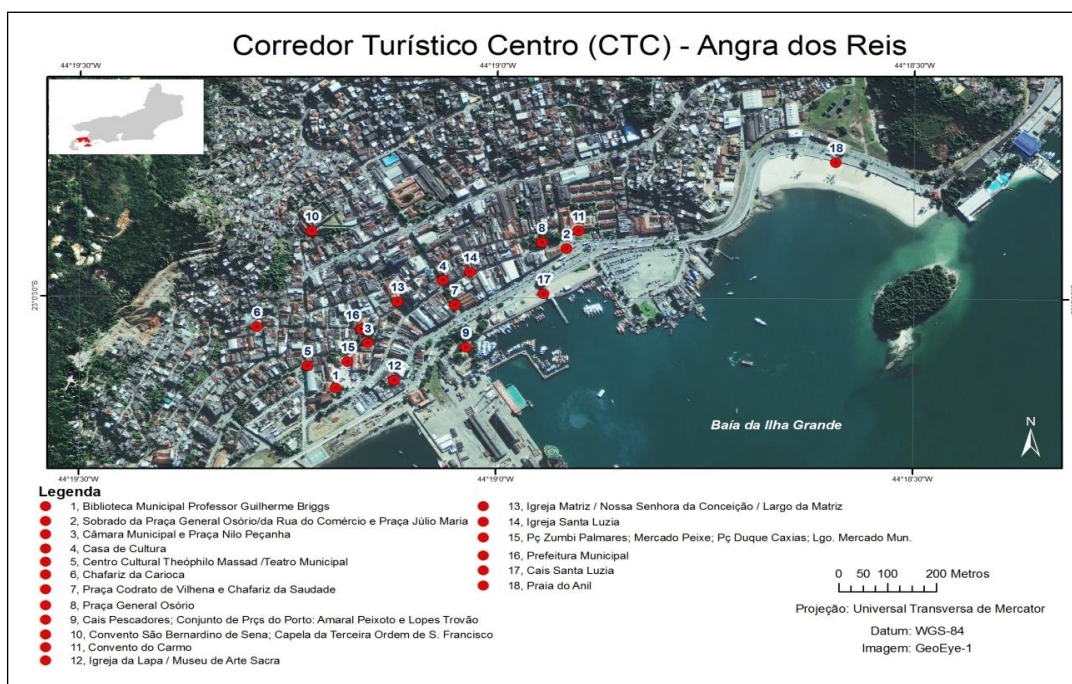 Corredor Turístico Centro (CTC) - Angra dos Reis
44°19'30"W
44°19'0"W
44°18'30"W
18
10
11
8
2
14
4
17
13
7
16
6
3
9
15
5
12
1
23°0'30"S
Baía da Ilha Grande
N
44°19'30"W
44°19'0"W
44°18'30"W
Legenda
1, Biblioteca Municipal Professor Guilherme Briggs
2, Sobrado da Praça General Osório/da Rua do Comércio e Praça Júlio Maria
3, Câmara Municipal e Praça Nilo Peçanha
4, Casa de Cultura
5, Centro Cultural Theóphilo Massad /Teatro Municipal
6, Chafariz da Carioca
7, Praça Codrato de Vilhena e Chafariz da Saudade
8, Praça General Osório
9, Cais Pescadores; Conjunto de Prçs do Porto: Amaral Peixoto e Lopes Trovão
10, Convento São Bernardino de Sena; Capela da Terceira Ordem de S. Francisco
11, Convento do Carmo
12, Igreja da Lapa / Museu de Arte Sacra
13, Igreja Matriz / Nossa Senhora da Conceição / Largo da Matriz
14, Igreja Santa Luzia
15, Pç Zumbi Palmares; Mercado Peixe; Pç Duque Caxias; Lgo. Mercado Mun.
16, Prefeitura Municipal
17, Cais Santa Luzia
18, Praia do Anil
0 50 100 200 Metros
Projeção: Universal Transversa de Mercator
Datum: WGS-84
Imagem: GeoEye-1